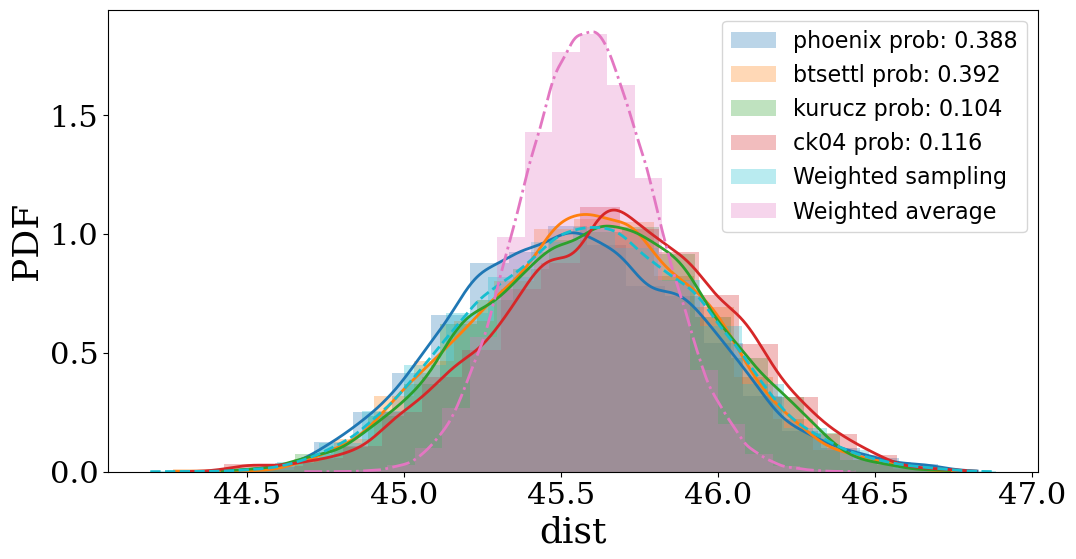 phoenix prob: 0.388
btsettl prob: 0.392
kurucz prob: 0.104
ck04 prob: 0.116
Weighted sampling
Weighted average
PDF
1.5
1.0
0.5
0.0
44.5 45.0 45.5 46.0 46.5 47.0
dist